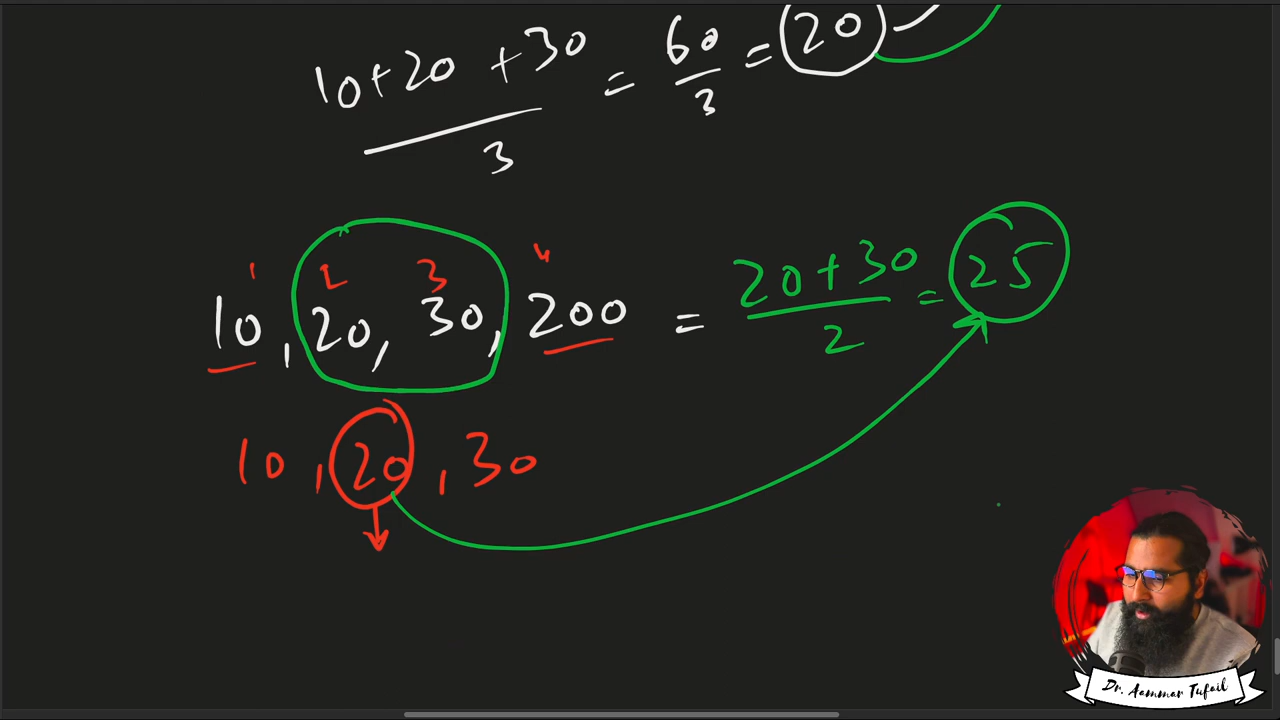 10+20+30 = 60 = 20
3 3
1 2 3 4
10, 20, 30, 200 = 20+30 = 25
2
10, 20, 30
Dr. Aammar Tufail